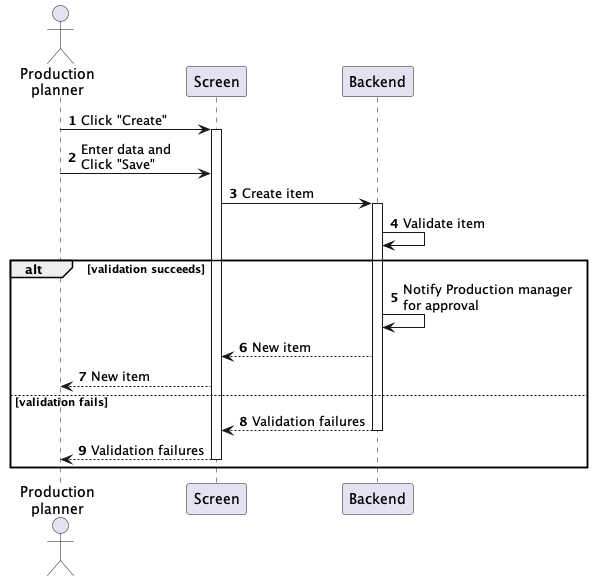 Production
planner
Screen
Backend
1 Click "Create"
2 Enter data and
Click "Save"
3 Create item
4 Validate item
alt [validation succeeds]
5 Notify Production manager
for approval
6 New item
7 New item
[validation fails]
8 Validation failures
9 Validation failures
Production
planner
Screen
Backend